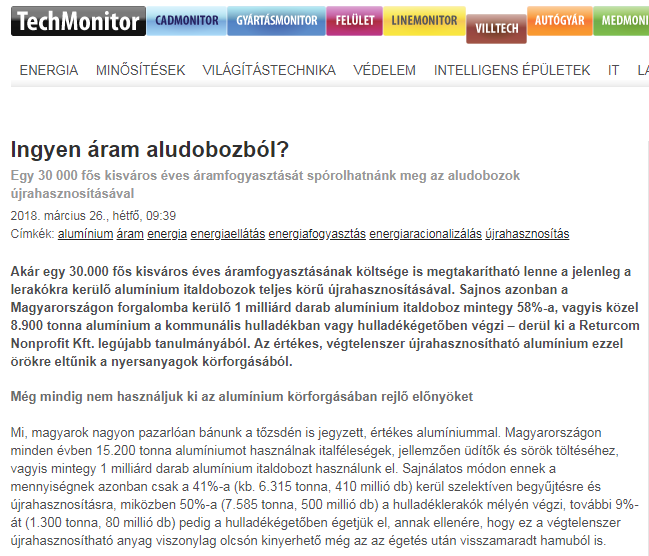 TechMonitor CADMONITOR GYÁRTÁSMONITOR FELÜLET LINEMONITOR VILLTECH AUTÓGYÁR MEDMONI
ENERGIA MINŐSÍTÉSEK VILÁGÍTÁSTECHNIKA VÉDELEM INTELLIGENS ÉPÜLETEK IT LA
Ingyen áram aludobozból?
Egy 30 000 fős kisváros éves áramfogyasztását spórolhatnánk meg az aludobozok
újrahasznosításával
2018. március 26., hétfő, 09:39
Címkék: alumínium áram energia energiaellátás energiafogyasztás energiaracionalizálás újrahasznosítás
Akár egy 30.000 fős kisváros éves áramfogyasztásának költsége is megtakarítható lenne a jelenleg a
lerakókra kerülő alumínium italdobozok teljes körű újrahasznosításával. Sajnos azonban a
Magyarországon forgalomba kerülő 1 milliárd darab alumínium italdoboz mintegy 58%-a, vagyis közel
8.900 tonna alumínium a kommunális hulladékban vagy hulladékégetőben végzi – derül ki a Returcom
Nonprofit Kft. legújabb tanulmányából. Az értékes, végtelenszer újrahasznosítható alumínium ezzel
örökre eltűnik a nyersanyagok körforgásából.
Még mindig nem használjuk ki az alumínium körforgásában rejlő előnyöket
Mi, magyarok nagyon pazarlóan bánunk a tőzsdén is jegyzett, értékes alumíniummal. Magyarországon
minden évben 15.200 tonna alumíniumot használnak italféleségek, jellemzően üdítők és sörök töltéséhez,
vagyis mintegy 1 milliárd darab alumínium italdobozt használunk el. Sajnálatos módon ennek a
mennyiségnek azonban csak a 41%-a (kb. 6.315 tonna, 410 millió db) kerül szelektíven begyűjtésre és
újrahasznosításra, miközben 50%-a (7.585 tonna, 500 millió db) a hulladéklerakók mélyén végzi, további 9%-
át (1.300 tonna, 80 millió db) pedig a hulladékégetőben égetjük el, annak ellenére, hogy ez a végtelenszer
újrahasznosítható anyag viszonylag olcsón kinyerhető még az az égetés után visszamaradt hamuból is.